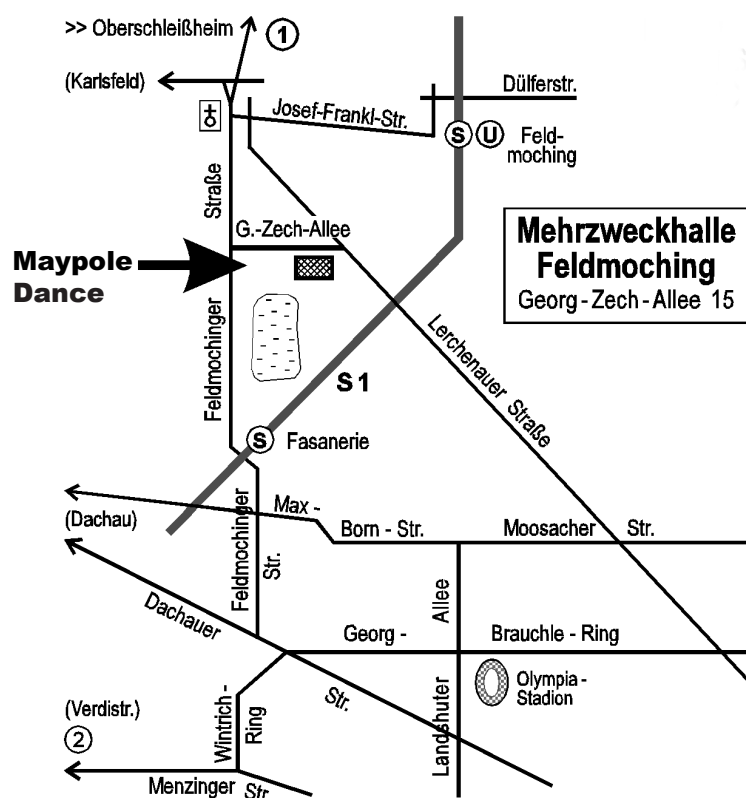 >> Oberschleißheim
1
(Karlsfeld)
Dülferstr.
Josef-Frankl-Str.
S U Feld-
moching
Straße
G.-Zech-Allee
Mehrzweckhalle
Feldmoching
Georg-Zech-Allee 15
Maypole
Dance
Feldmochinger
Lerchenauer Straße
S1
S Fasanerie
Max-
Born-Str.
Moosacher Str.
(Dachau)
Feldmochinger
Str.
Allee
Dachauer
Str.
Georg-
Brauchle-Ring
Olympia-
Stadion
Landshuter
Wintrich-
Ring
(Verdistr.)
2
Menzinger Str.